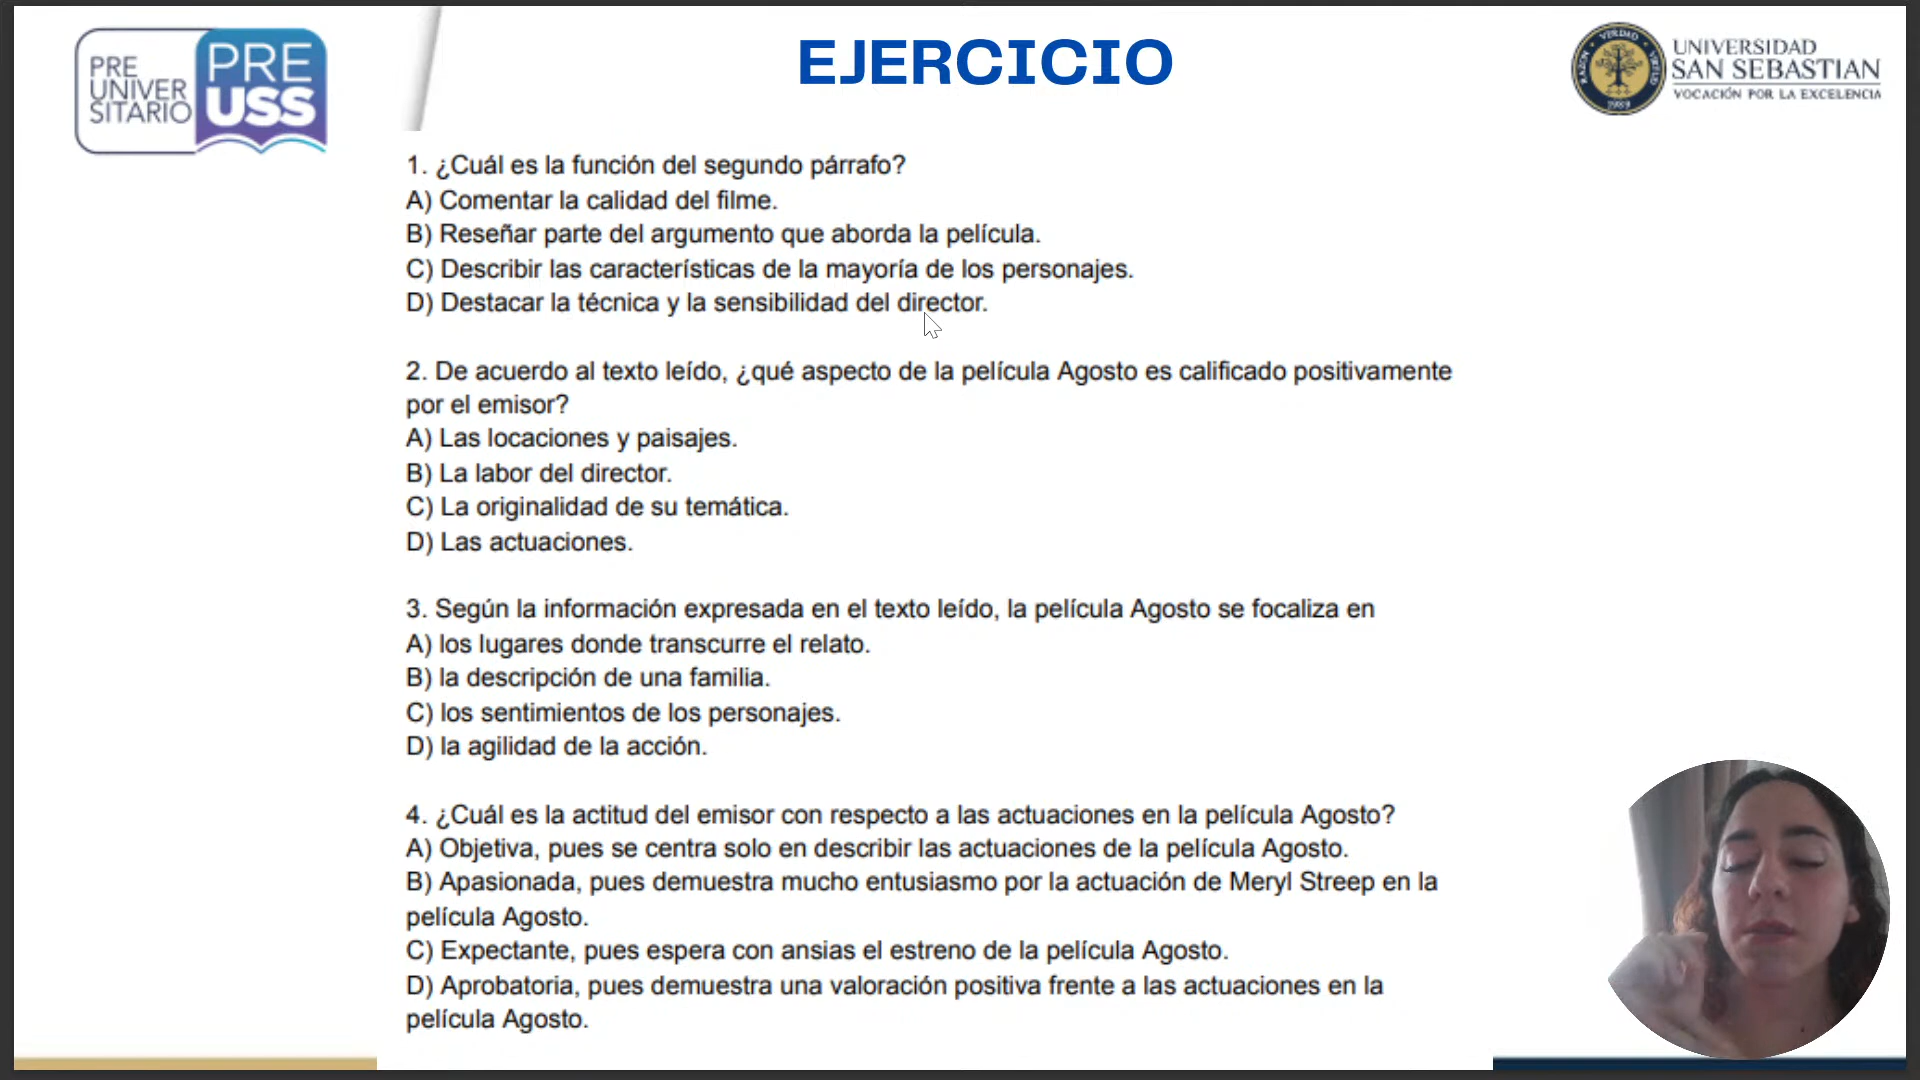 PRE
UNIVER
SITARIO
PRE
USS
EJERCICIO
VERDAD
RAZON
VIRTUD
1989
UNIVERSIDAD
SAN SEBASTIAN
VOCACIÓN POR LA EXCELENCIA
1. ¿Cuál es la función del segundo párrafo?
A) Comentar la calidad del filme.
B) Reseñar parte del argumento que aborda la película.
C) Describir las características de la mayoría de los personajes.
D) Destacar la técnica y la sensibilidad del director.
2. De acuerdo al texto leído, ¿qué aspecto de la película Agosto es calificado positivamente
por el emisor?
A) Las locaciones y paisajes.
B) La labor del director.
C) La originalidad de su temática.
D) Las actuaciones.
3. Según la información expresada en el texto leído, la película Agosto se focaliza en
A) los lugares donde transcurre el relato.
B) la descripción de una familia.
C) los sentimientos de los personajes.
D) la agilidad de la acción.
4. ¿Cuál es la actitud del emisor con respecto a las actuaciones en la película Agosto?
A) Objetiva, pues se centra solo en describir las actuaciones de la película Agosto.
B) Apasionada, pues demuestra mucho entusiasmo por la actuación de Meryl Streep en la
película Agosto.
C) Expectante, pues espera con ansias el estreno de la película Agosto.
D) Aprobatoria, pues demuestra una valoración positiva frente a las actuaciones en la
película Agosto.